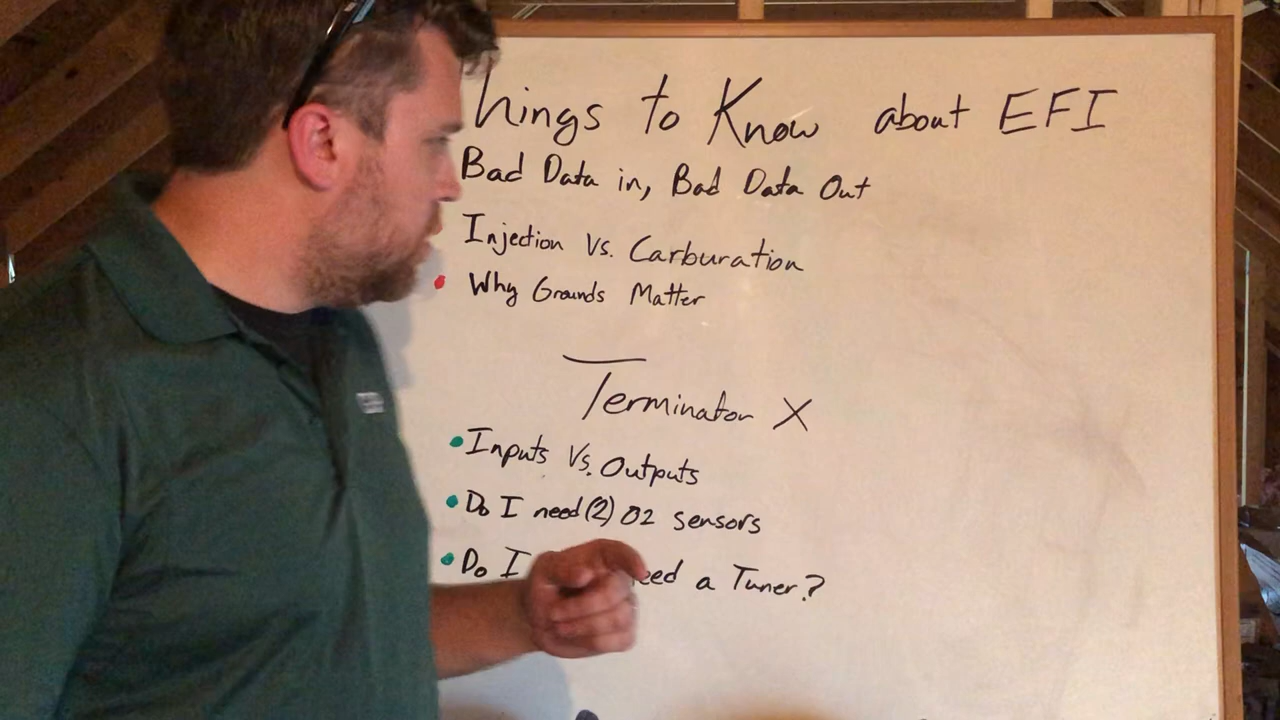 hings to Know about EFI
Bad Data in, Bad Data Out
Injection Vs. Carburation
• Why Grounds Matter
Terminator X
• Inputs Vs. Outputs
• Do I need (2) O2 sensors
• Do I eed a Tuner?